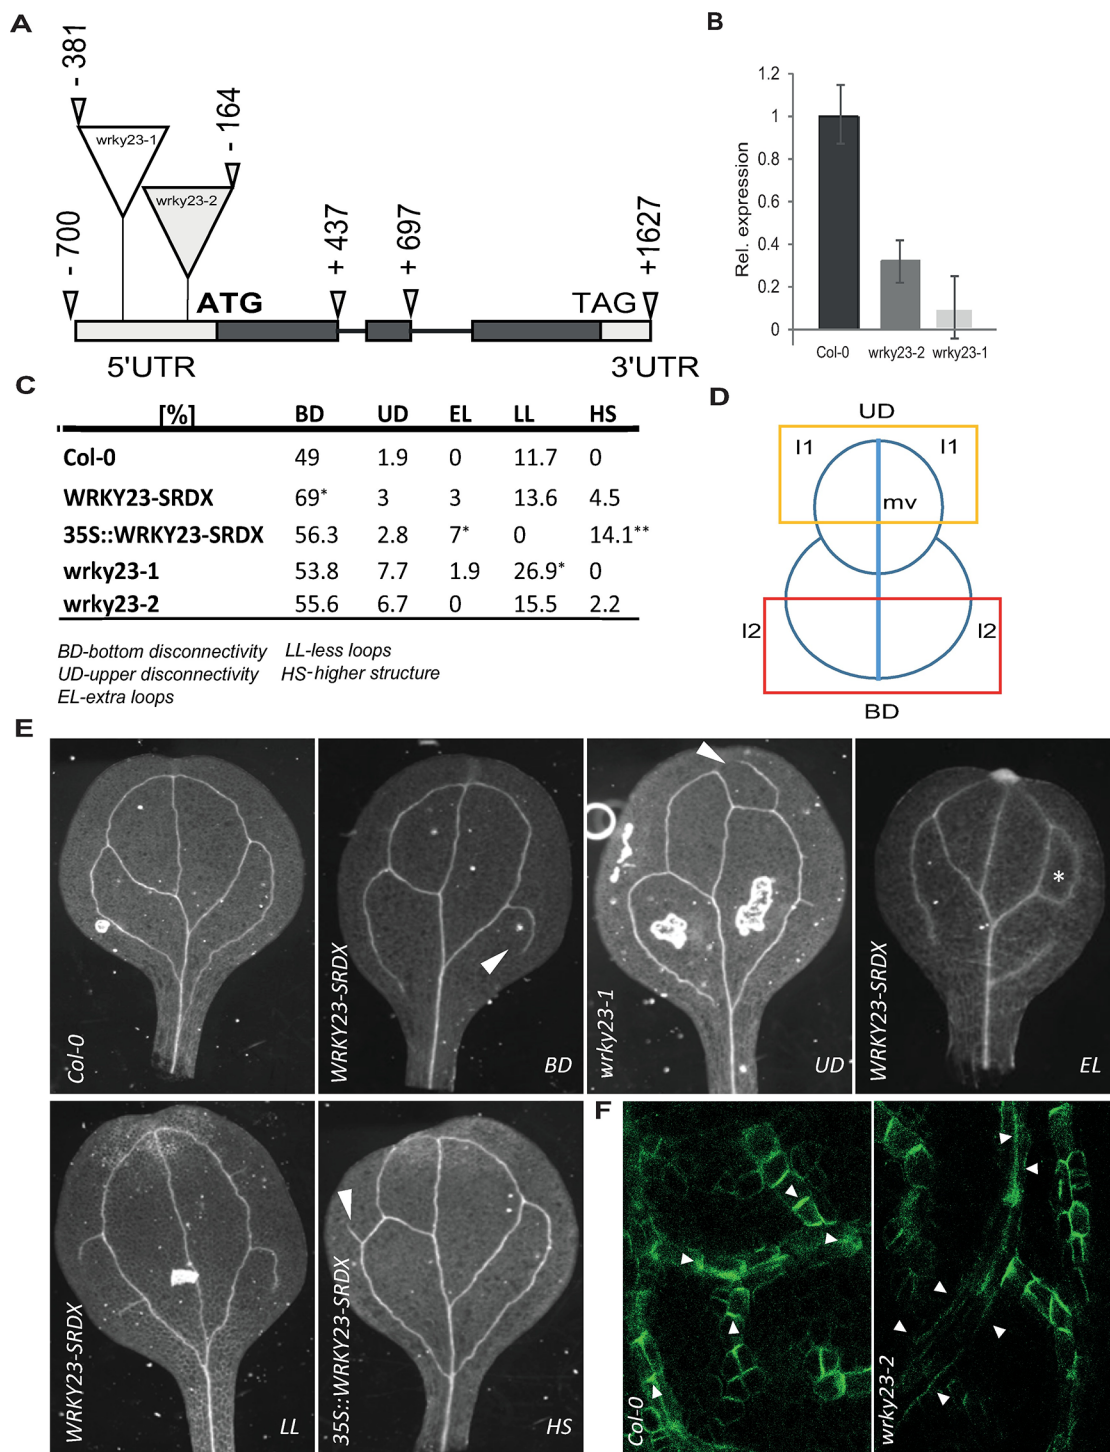 A
- 381
wrky23-1
- 164
wrky23-2
- 700
+ 437
+ 697
+1627
ATG
TAG
5'UTR
3'UTR
B
Rel. expression
1.2
1
0.8
0.6
0.4
0.2
0
Col-0 wrky23-2 wrky23-1
C
[%] BD UD EL LL HS
Col-0 49 1.9 0 11.7 0
WRKY23-SRDX 69* 3 3 13.6 4.5
35S::WRKY23-SRDX 56.3 2.8 7* 0 14.1**
wrky23-1 53.8 7.7 1.9 26.9* 0
wrky23-2 55.6 6.7 0 15.5 2.2
BD-bottom disconnectivity LL-less loops
UD-upper disconnectivity HS-higher structure
EL-extra loops
D
UD
l1 l1
mv
l2 l2
BD
E
Col-0
WRKY23-SRDX
BD
wrky23-1
UD
WRKY23-SRDX
*
EL
WRKY23-SRDX
LL
35S::WRKY23-SRDX
HS
F
Col-0
wrky23-2